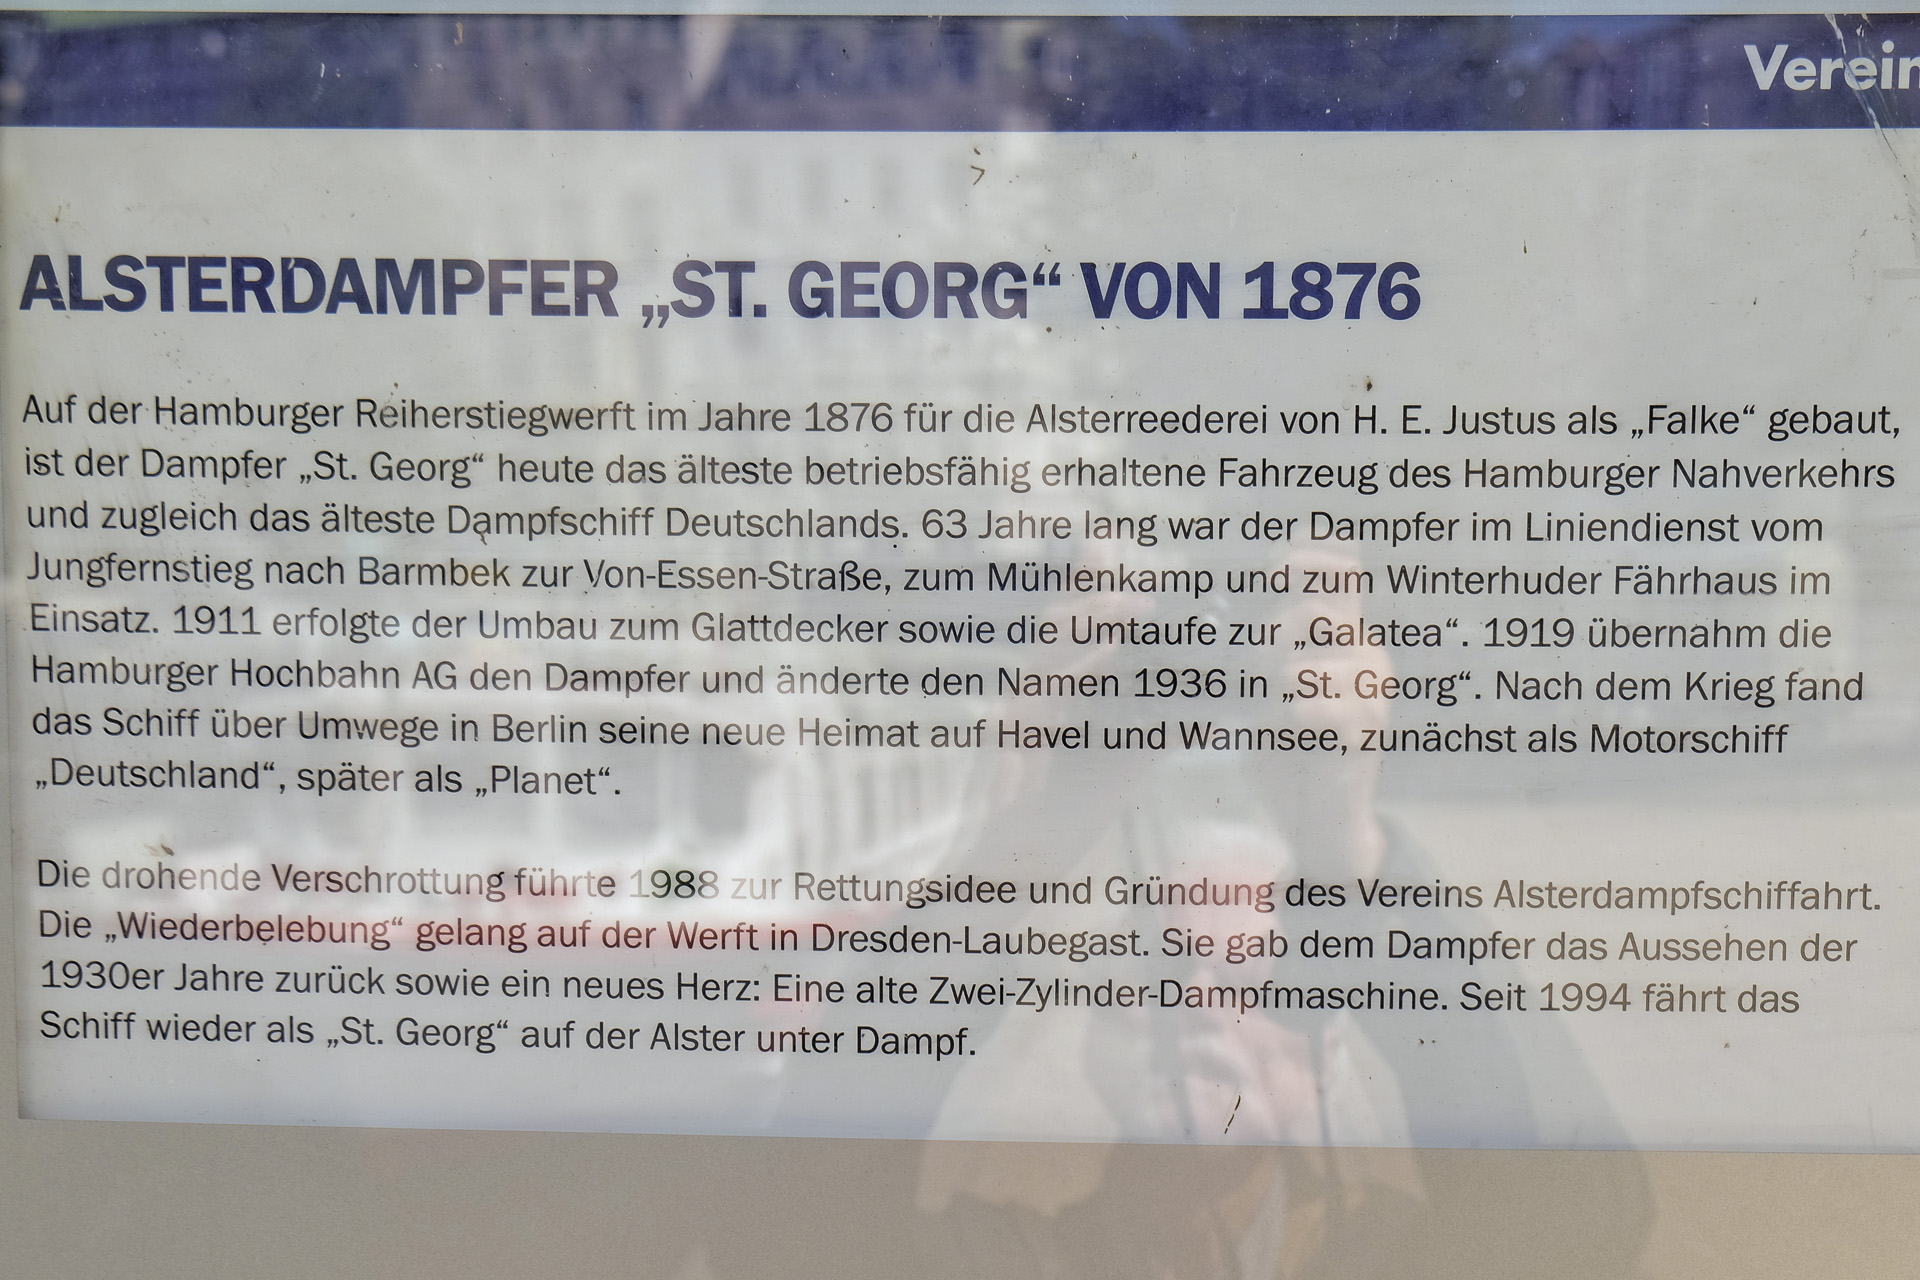 Verein
ALSTERDAMPFER „ST. GEORG“ VON 1876
Auf der Hamburger Reiherstiegwerft im Jahre 1876 für die Alsterreederei von H. E. Justus als „Falke“ gebaut,
ist der Dampfer „St. Georg“ heute das älteste betriebsfähig erhaltene Fahrzeug des Hamburger Nahverkehrs
und zugleich das älteste Dampfschiff Deutschlands. 63 Jahre lang war der Dampfer im Liniendienst vom
Jungfernstieg nach Barmbek zur Von-Essen-Straße, zum Mühlenkamp und zum Winterhuder Fährhaus im
Einsatz. 1911 erfolgte der Umbau zum Glattdecker sowie die Umtaufe zur „Galatea“. 1919 übernahm die
Hamburger Hochbahn AG den Dampfer und änderte den Namen 1936 in „St. Georg“. Nach dem Krieg fand
das Schiff über Umwege in Berlin seine neue Heimat auf Havel und Wannsee, zunächst als Motorschiff
„Deutschland“, später als „Planet“.
Die drohende Verschrottung führte 1988 zur Rettungsidee und Gründung des Vereins Alsterdampfschiffahrt.
Die „Wiederbelebung“ gelang auf der Werft in Dresden-Laubegast. Sie gab dem Dampfer das Aussehen der
1930er Jahre zurück sowie ein neues Herz: Eine alte Zwei-Zylinder-Dampfmaschine. Seit 1994 fährt das
Schiff wieder als „St. Georg“ auf der Alster unter Dampf.